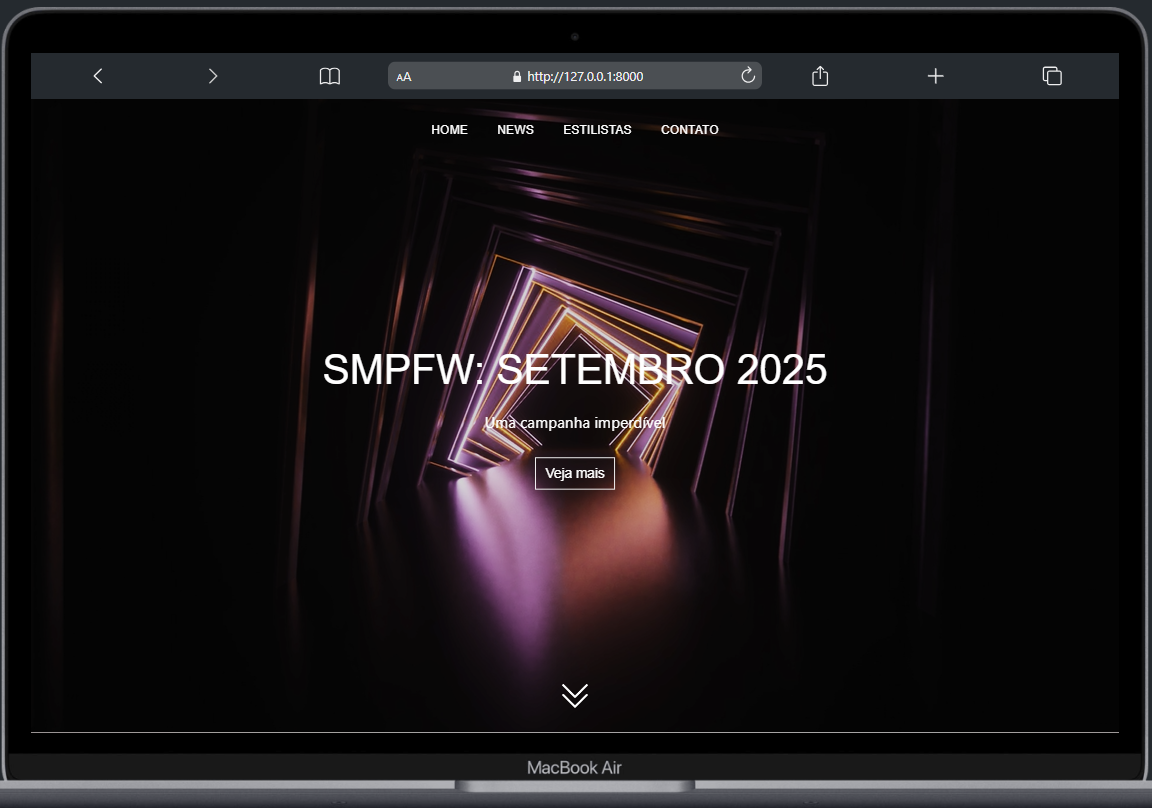 AA
http://127.0.0.1:8000
HOME NEWS ESTILISTAS CONTATO
SMPFW: SETEMBRO 2025
Uma campanha imperdível
Veja mais
MacBook Air